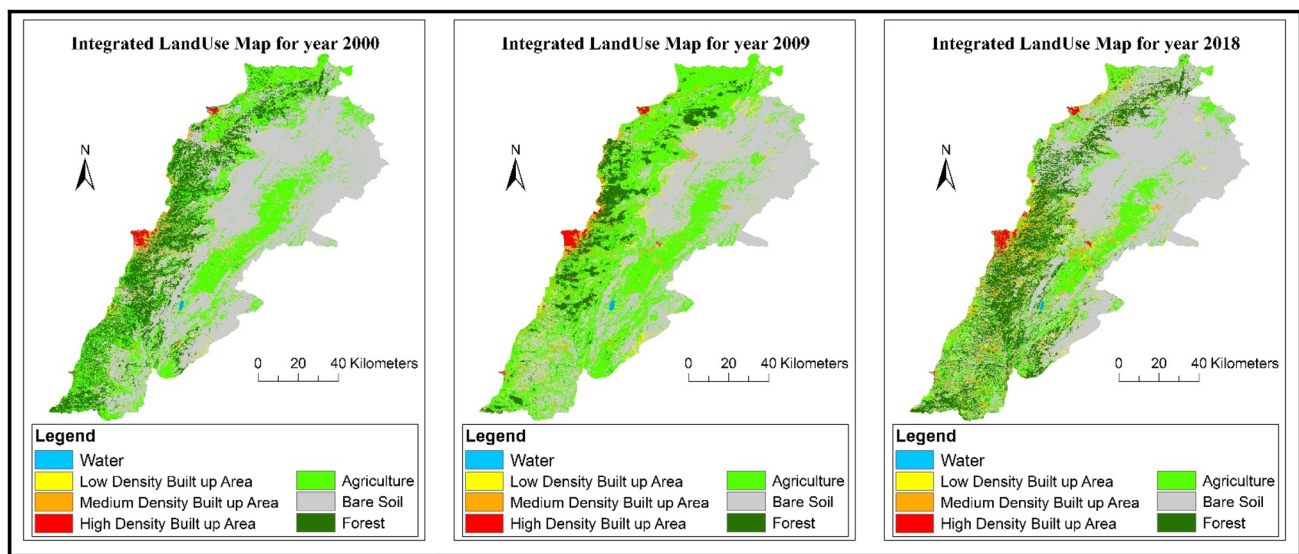 Integrated LandUse Map for year 2000
N
0 20 40 Kilometers
Legend
Water
Low Density Built up Area
Medium Density Built up Area
High Density Built up Area
Agriculture
Bare Soil
Forest
Integrated LandUse Map for year 2009
N
0 20 40 Kilometers
Legend
Water
Low Density Built up Area
Medium Density Built up Area
High Density Built up Area
Agriculture
Bare Soil
Forest
Integrated LandUse Map for year 2018
N
0 20 40 Kilometers
Legend
Water
Low Density Built up Area
Medium Density Built up Area
High Density Built up Area
Agriculture
Bare Soil
Forest